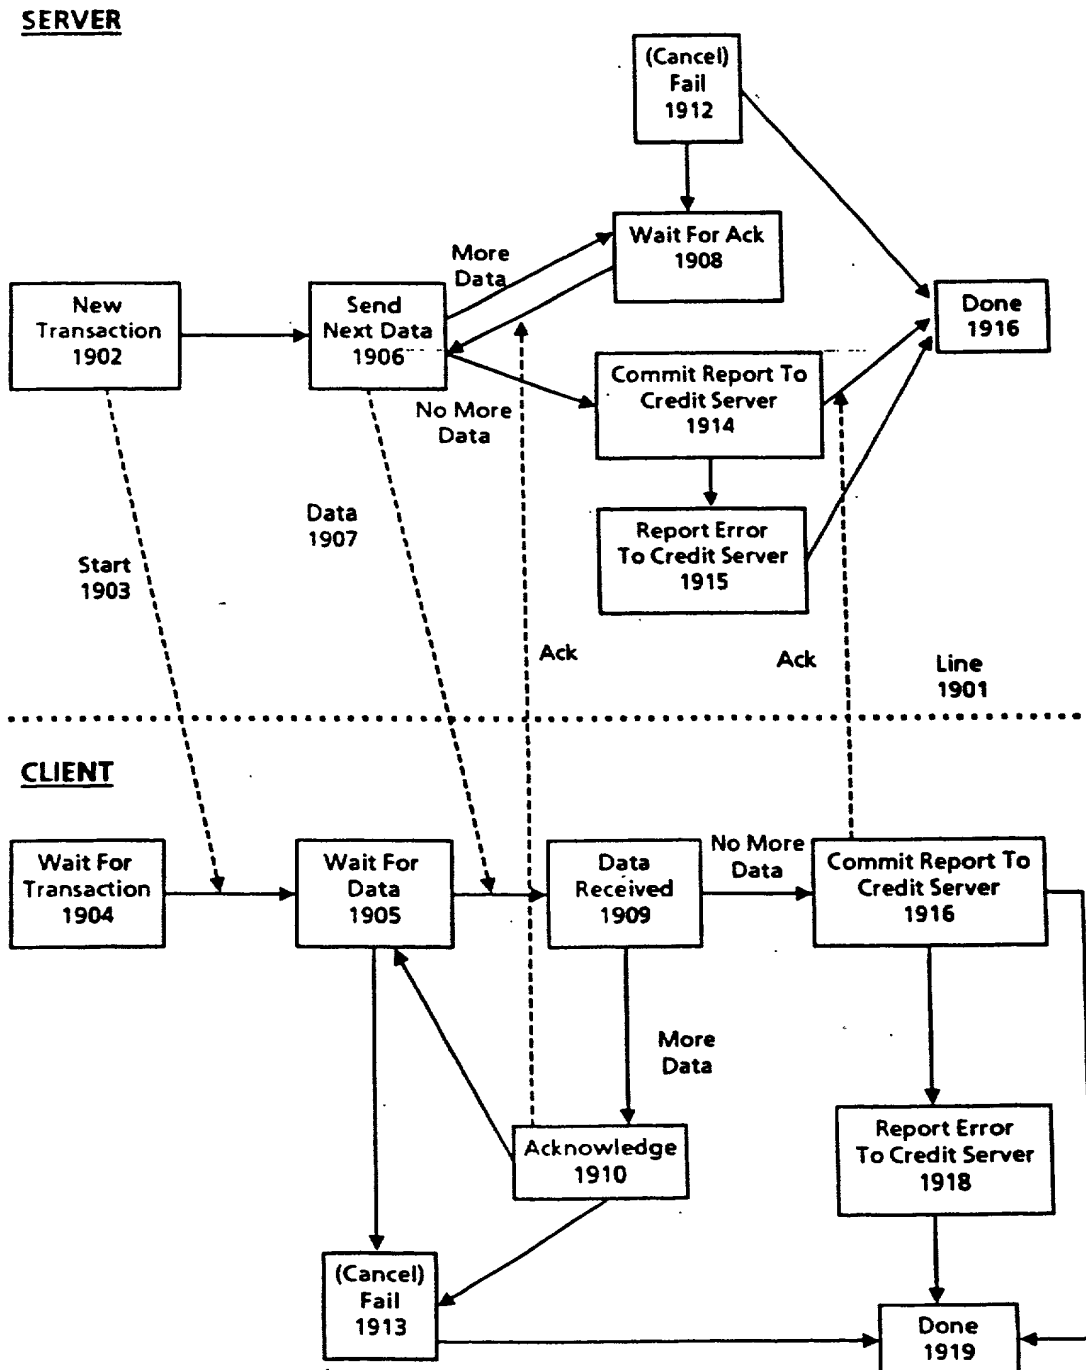 SERVER
(Cancel)
Fail
1912
Wait For Ack
1908
More
Data
New
Transaction
1902
Send
Next Data
1906
Done
1916
No More
Data
Commit Report To
Credit Server
1914
Report Error
To Credit Server
1915
Data
1907
Start
1903
Ack
Ack
Line
1901
CLIENT
Wait For
Transaction
1904
Wait For
Data
1905
Data
Received
1909
No More
Data
Commit Report To
Credit Server
1916
More
Data
Acknowledge
1910
Report Error
To Credit Server
1918
(Cancel)
Fail
1913
Done
1919